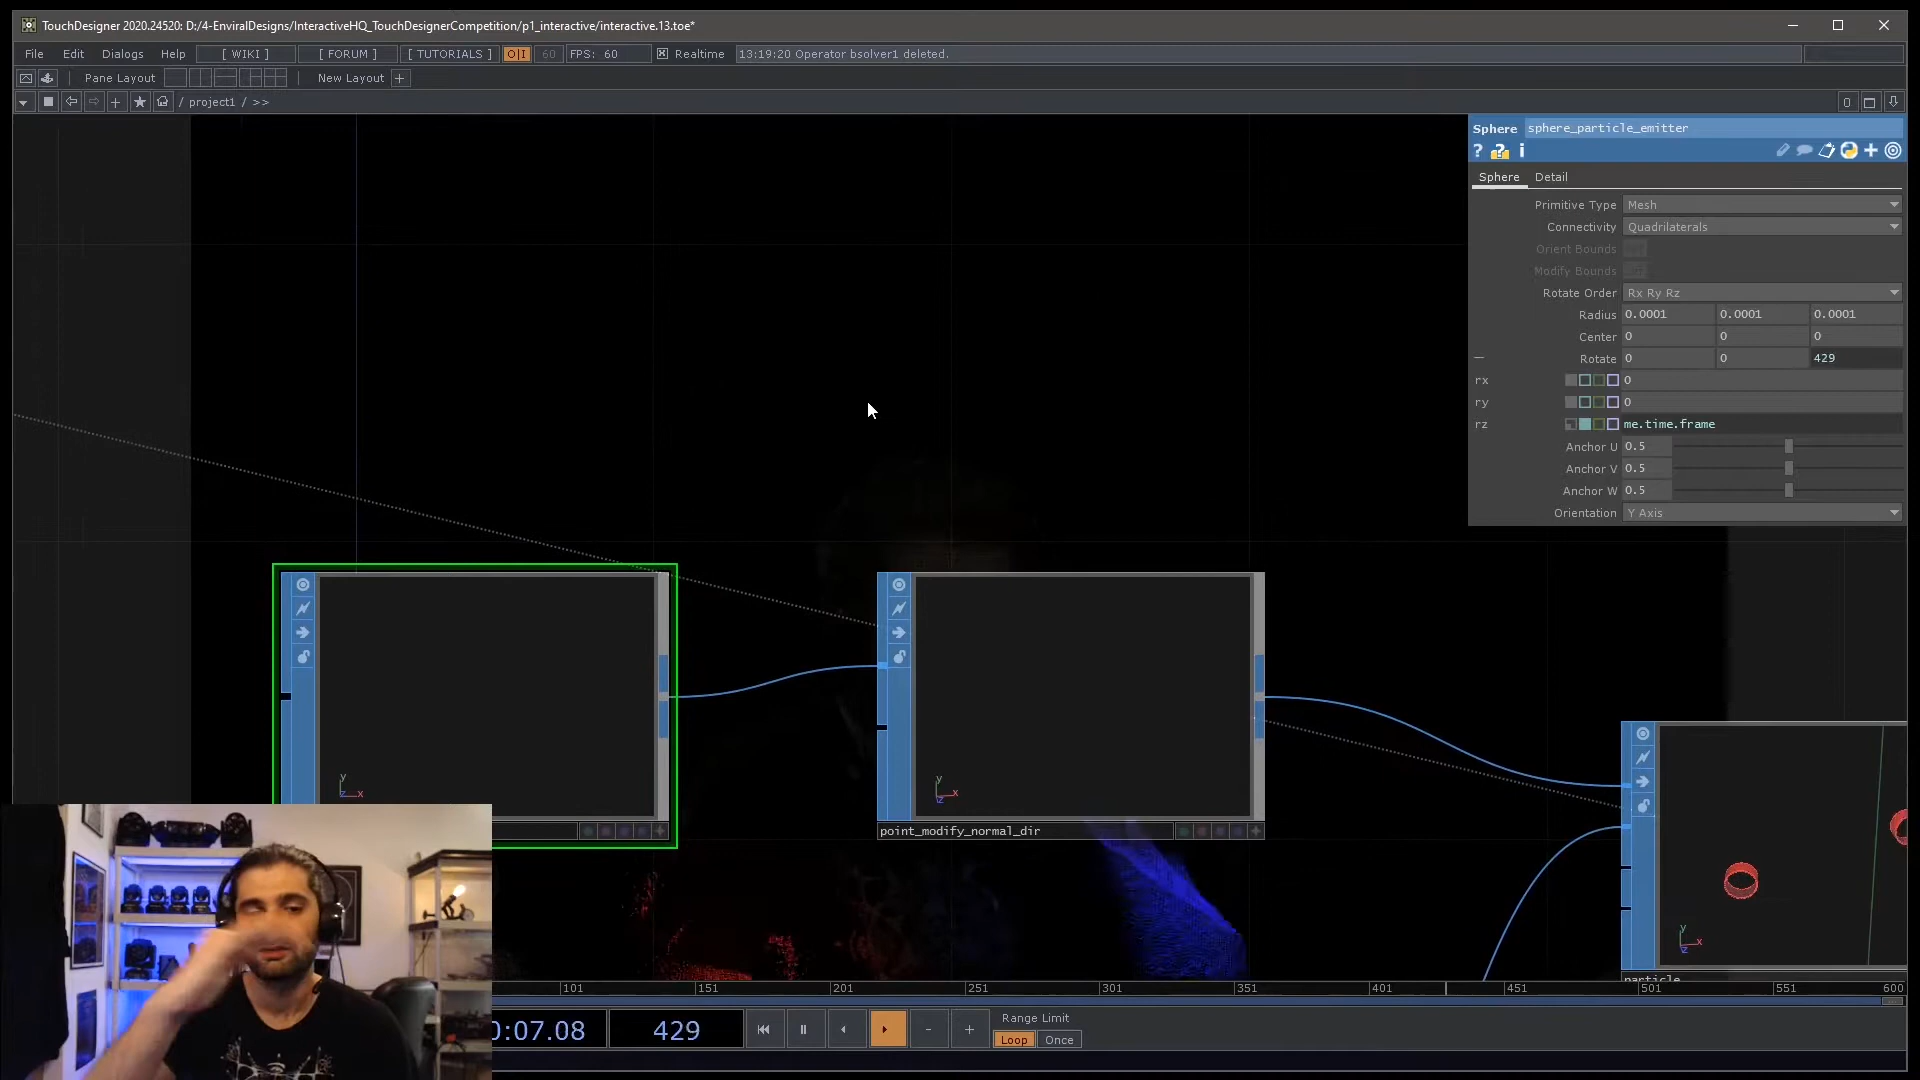 TouchDesigner 2020.24520: D:/4-EnviralDesigns/InteractiveHQ_TouchDesignerCompetition/p1_interactive/interactive.13.toe*
File Edit Dialogs Help [ WIKI ] [ FORUM ] [ TUTORIALS ] O|I 60 FPS: 60 Realtime 13:19:20 Operator bsolver1 deleted.
Pane Layout New Layout +
/ project1 / >> 0
Sphere sphere_particle_emitter
? ? i
Sphere Detail
Primitive Type Mesh
Connectivity Quadrilaterals
Orient Bounds
Modify Bounds
Rotate Order Rx Ry Rz
Radius 0.0001 0.0001 0.0001
Center 0 0 0
Rotate 0 0 429
rx 0
ry 0
rz me.time.frame
Anchor U 0.5
Anchor V 0.5
Anchor W 0.5
Orientation Y Axis
y
z x
y
z x
point_modify_normal_dir
y
z x
particle
101 151 201 251 301 351 401 451 501 551 600
0:07.08 429 - +
Range Limit
Loop Once